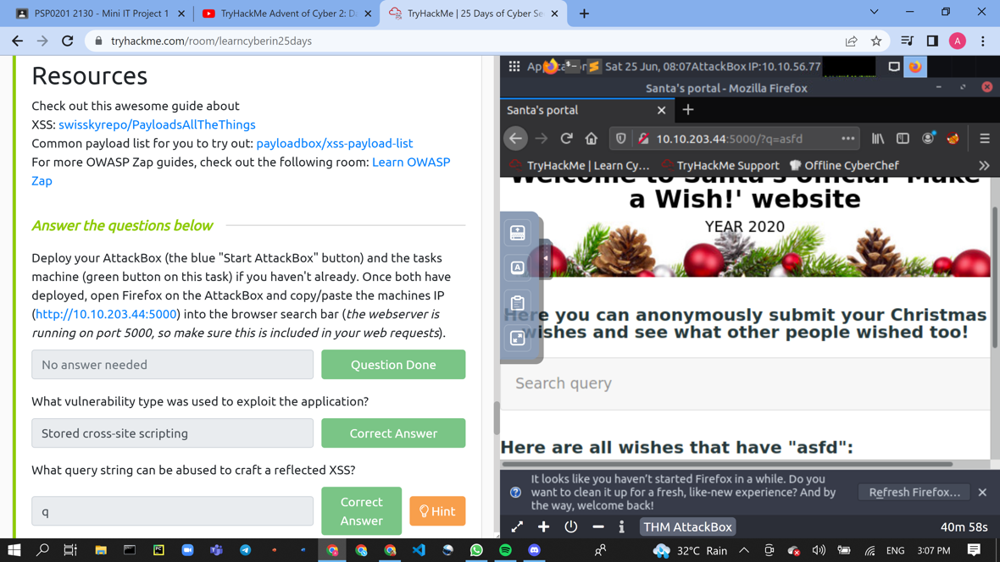 PSP0201 2130 - Mini IT Project 1
TryHackMe Advent of Cyber 2: D
TryHackMe | 25 Days of Cyber Se
tryhackme.com/room/learncyberin25days
A
Resources
Check out this awesome guide about
XSS: swisskyrepo/PayloadsAllTheThings
Common payload list for you to try out: payloadbox/xss-payload-list
For more OWASP Zap guides, check out the following room: Learn OWASP
Zap
Answer the questions below
Deploy your AttackBox (the blue "Start AttackBox" button) and the tasks
machine (green button on this task) if you haven't already. Once both have
deployed, open Firefox on the AttackBox and copy/paste the machines IP
(http://10.10.203.44:5000) into the browser search bar (the webserver is
running on port 5000, so make sure this is included in your web requests).
No answer needed
Question Done
What vulnerability type was used to exploit the application?
Stored cross-site scripting
Correct Answer
What query string can be abused to craft a reflected XSS?
q
Correct
Answer
Hint
Sat 25 Jun, 08:07 AttackBox IP:10.10.56.77
Santa's portal - Mozilla Firefox
Santa's portal
10.10.203.44:5000/?q=asfd
TryHackMe | Learn Cy...
TryHackMe Support
Offline CyberChef
Welcome to Santa's official 'Make
a Wish!' website
YEAR 2020
Here you can anonymously submit your Christmas
wishes and see what other people wished too!
Search query
Here are all wishes that have "asfd":
It looks like you haven't started Firefox in a while. Do you
want to clean it up for a fresh, like-new experience? And by
the way, welcome back!
Refresh Firefox...
THM AttackBox
40m 58s
32°C Rain
ENG
3:07 PM